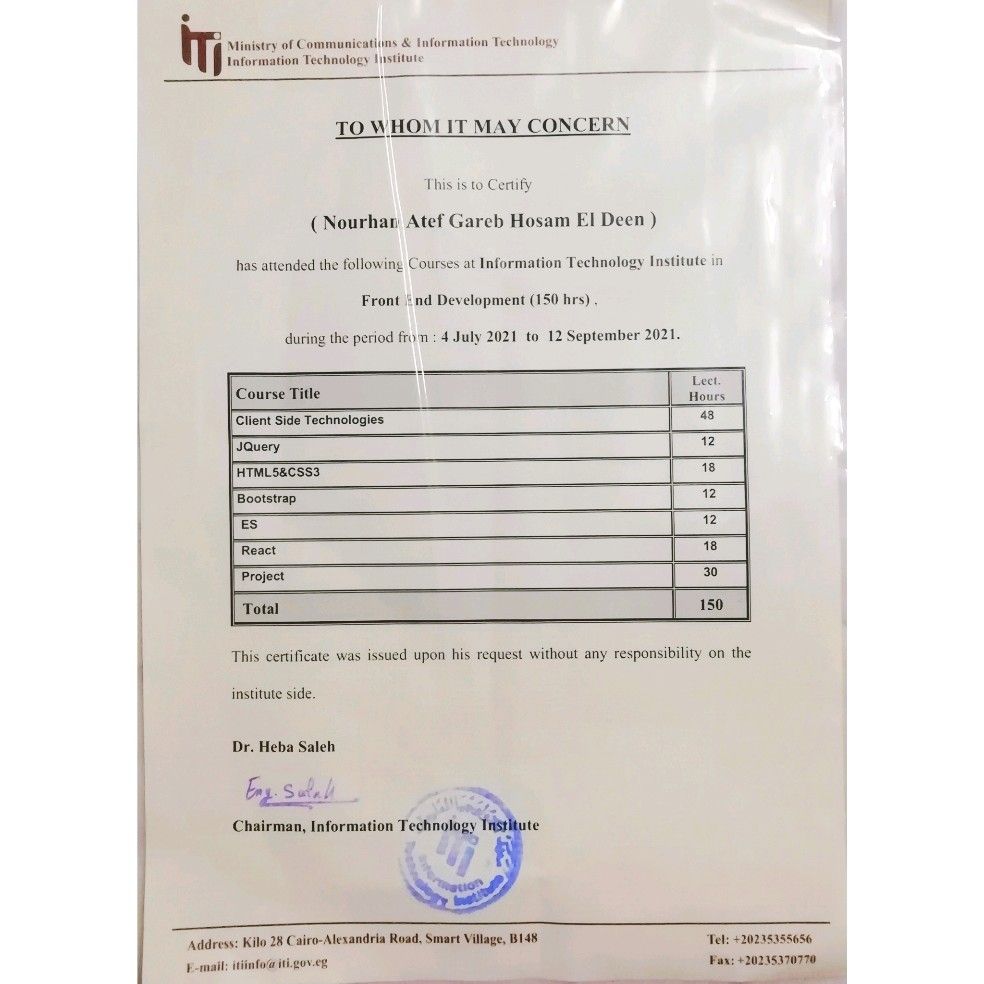 iTi
Ministry of Communications & Information Technology
Information Technology Institute
TO WHOM IT MAY CONCERN
This is to Certify
( Nourhan Atef Gareb Hosam El Deen )
has attended the following Courses at Information Technology Institute in
Front End Development (150 hrs) ,
during the period from : 4 July 2021 to 12 September 2021.
Course Title Lect. Hours
Client Side Technologies 48
JQuery 12
HTML5&CSS3 18
Bootstrap 12
ES 12
React 18
Project 30
Total 150
This certificate was issued upon his request without any responsibility on the
institute side.
Dr. Heba Saleh
Eng. Salah
Chairman, Information Technology Institute
iTi
Information
Technology Institute
Address: Kilo 28 Cairo-Alexandria Road, Smart Village, B148
Tel: +20235355656
E-mail: itiinfo@iti.gov.eg
Fax: +20235370770